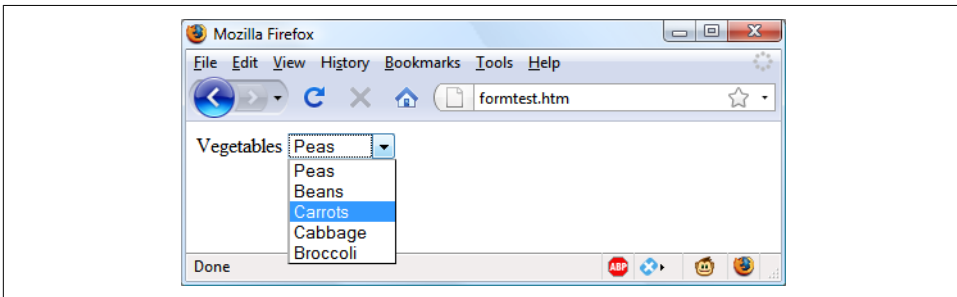 Mozilla Firefox
File Edit View History Bookmarks Tools Help
formtest.htm
Vegetables Peas
Peas
Beans
Carrots
Cabbage
Broccoli
Done
ABP